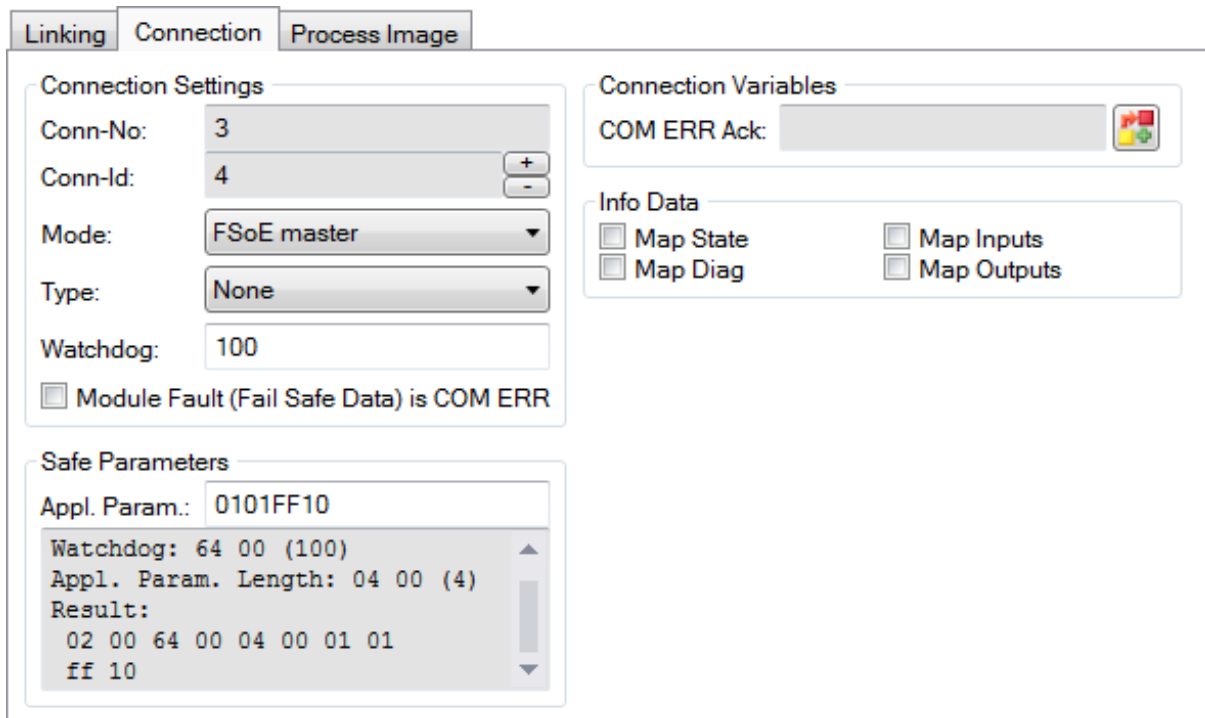 Linking Connection Process Image
Connection Settings
Conn-No: 3
Conn-Id: 4
+
-
Mode: FSoE master
Type: None
Watchdog: 100
Module Fault (Fail Safe Data) is COM ERR
Safe Parameters
Appl. Param.: 0101FF10
Watchdog: 64 00 (100)
Appl. Param. Length: 04 00 (4)
Result:
02 00 64 00 04 00 01 01
ff 10
Connection Variables
COM ERR Ack:
Info Data
Map State Map Inputs
Map Diag Map Outputs